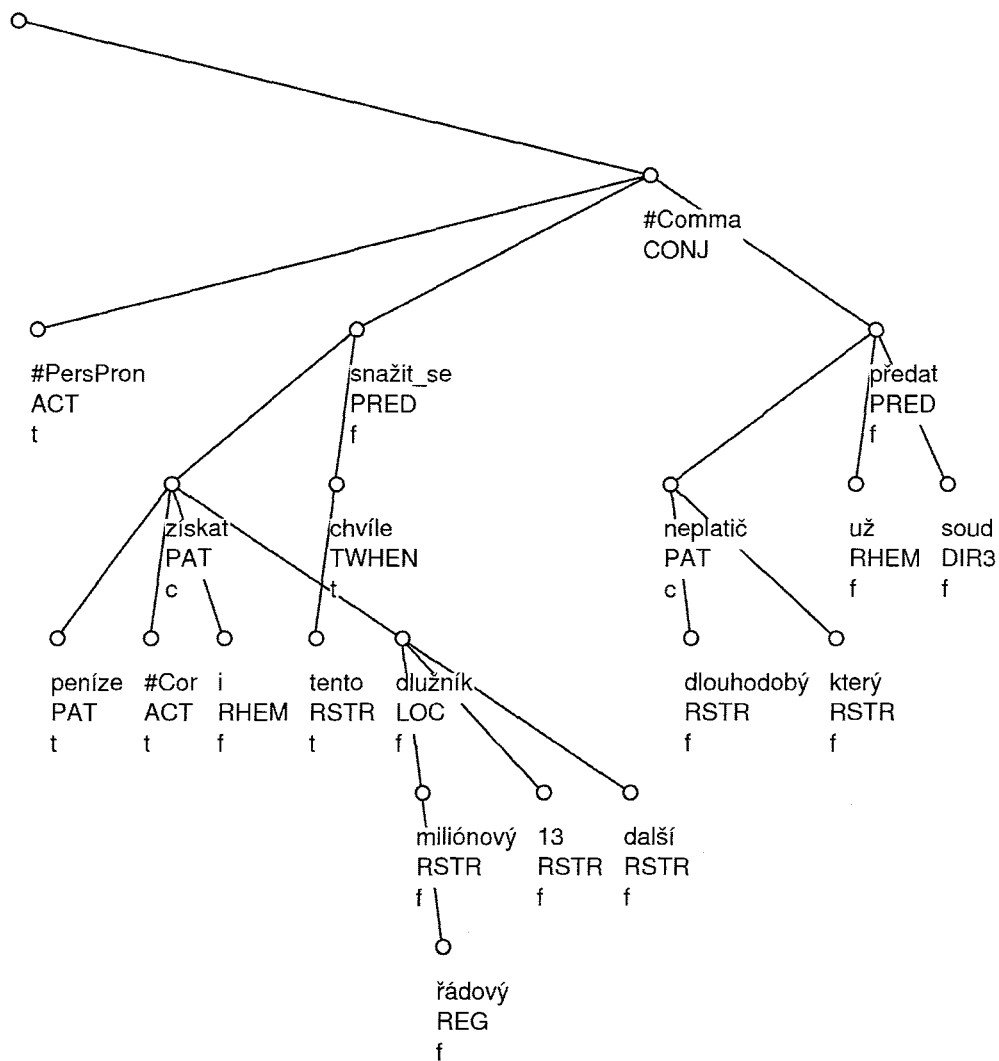 #Comma
CONJ
#PersPron
ACT
t
snažit_se
PRED
f
předat
PRED
f
získat
PAT
c
chvíle
TWHEN
t
neplatič
PAT
c
už
RHEM
f
soud
DIR3
f
peníze
PAT
t
#Cor
ACT
t
i
RHEM
f
tento
RSTR
t
dlužník
LOC
f
dlouhodobý
RSTR
f
který
RSTR
f
miliónový
RSTR
f
13
RSTR
f
další
RSTR
f
řádový
REG
f